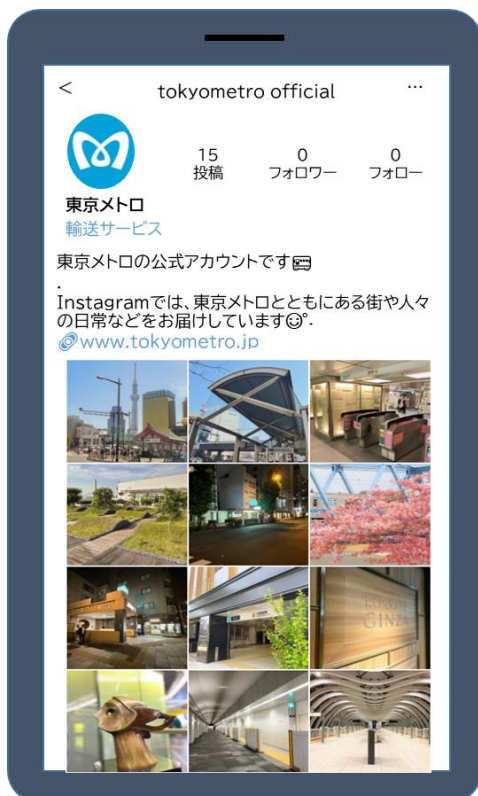 <
tokyometro official
…
15
投稿
0
フォロワー
0
フォロー
東京メトロ
輸送サービス
東京メトロの公式アカウントです🚃
.
Instagramでは、東京メトロとともにある街や人々
の日常などをお届けしています☺°.
🔗www.tokyometro.jp
GINZA